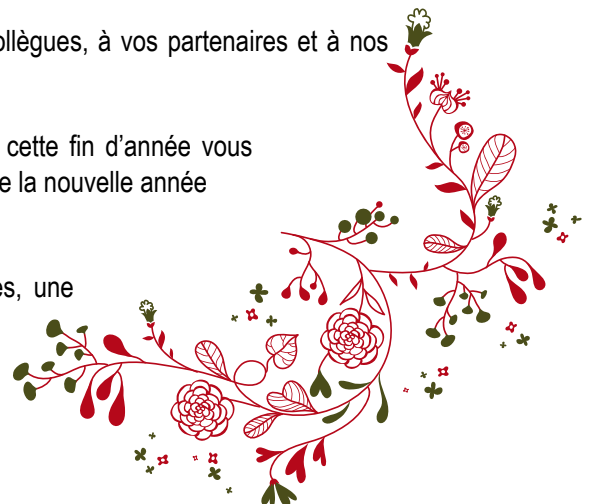 ollègues, à vos partenaires et à nos
cette fin d’année vous
e la nouvelle année
es, une